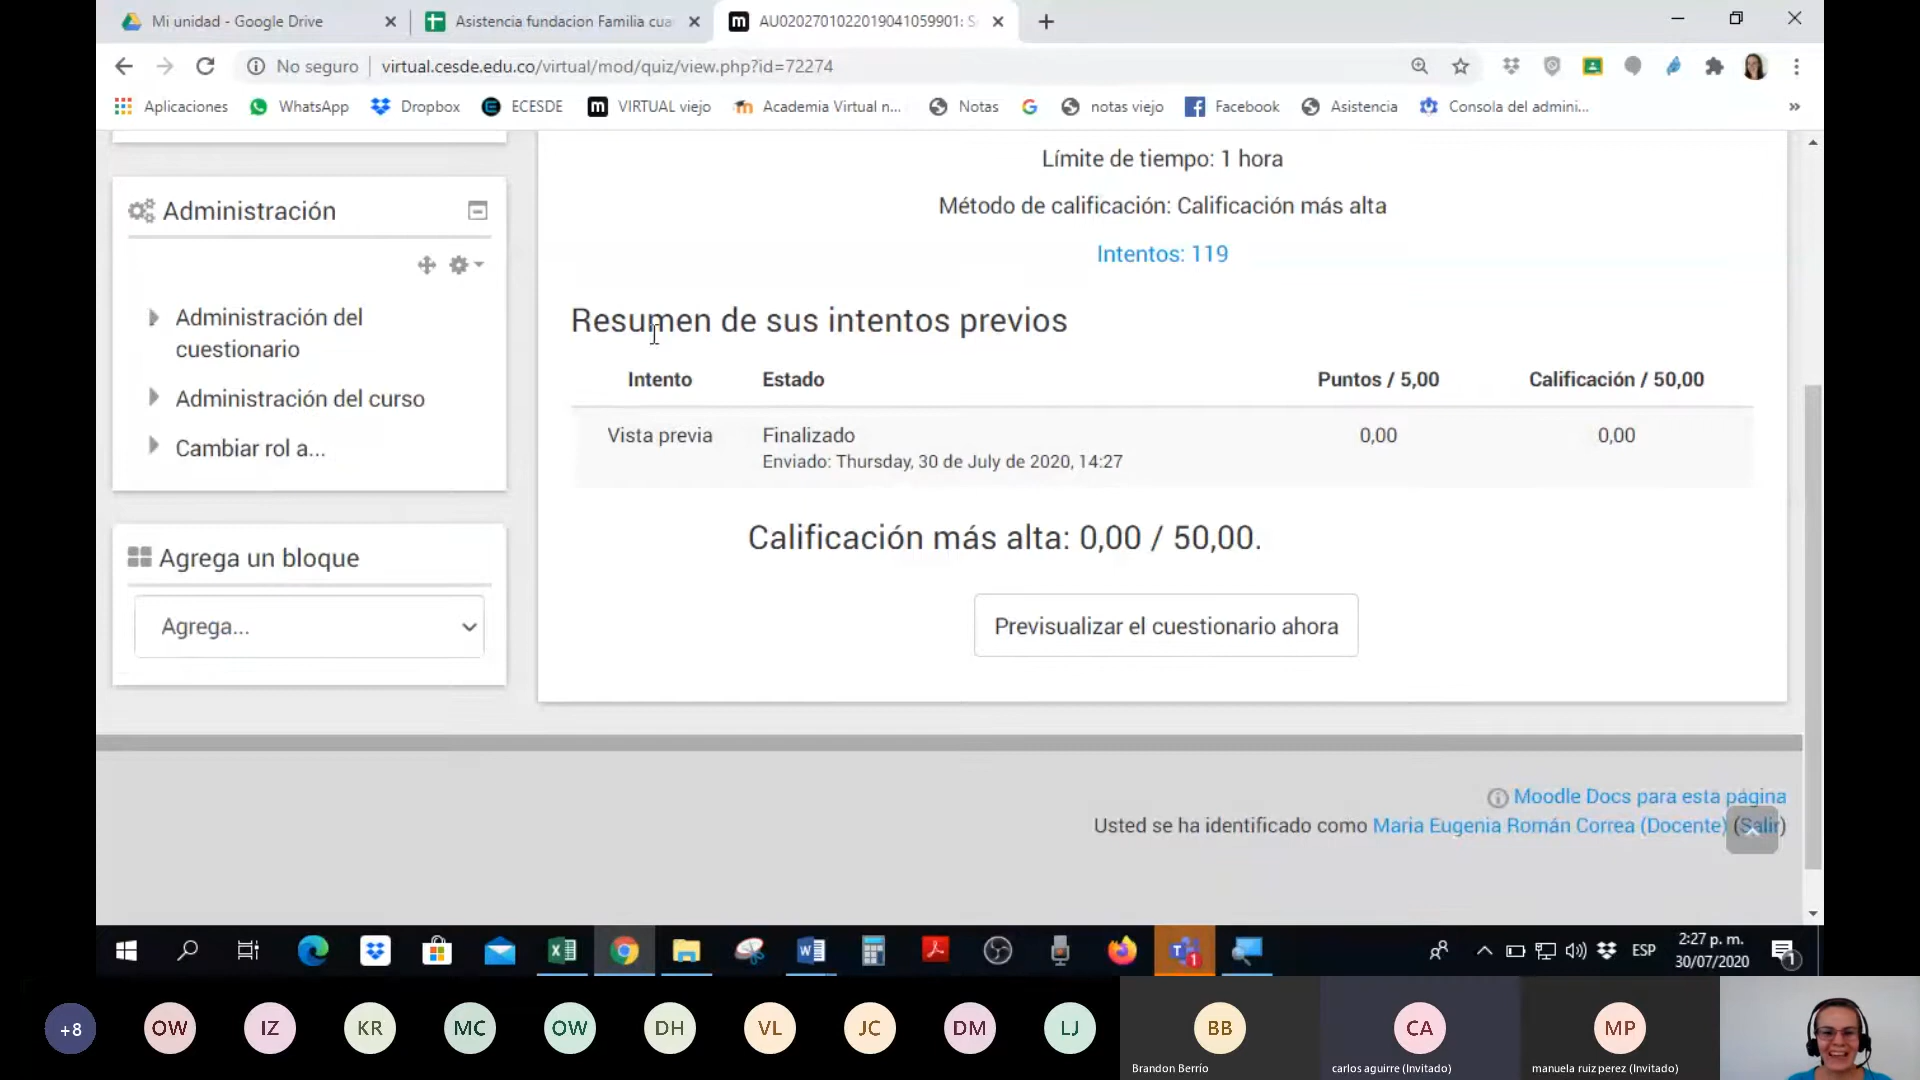 Mi unidad - Google Drive
Asistencia fundacion Familia cua
AU0202701022019041059901: S
No seguro
virtual.cesde.edu.co/virtual/mod/quiz/view.php?id=72274
Aplicaciones
WhatsApp
Dropbox
ECESDE
VIRTUAL viejo
Academia Virtual n...
Notas
notas viejo
Facebook
Asistencia
Consola del admini...
Límite de tiempo: 1 hora
Método de calificación: Calificación más alta
Intentos: 119
Administración
Administración del
cuestionario
Administración del curso
Cambiar rol a...
Agrega un bloque
Agrega...
Resumen de sus intentos previos
Intento Estado Puntos / 5,00 Calificación / 50,00
Vista previa Finalizado 0,00 0,00
Enviado: Thursday, 30 de July de 2020, 14:27
Calificación más alta: 0,00 / 50,00.
Previsualizar el cuestionario ahora
Moodle Docs para esta página
Usted se ha identificado como Maria Eugenia Román Correa (Docente) (Salir)
ESP
2:27 p. m.
30/07/2020
1
1
+8
OW
IZ
KR
MC
OW
DH
VL
JC
DM
LJ
BB
Brandon Berrío
CA
carlos aguirre (Invitado)
MP
manuela ruiz perez (Invitado)